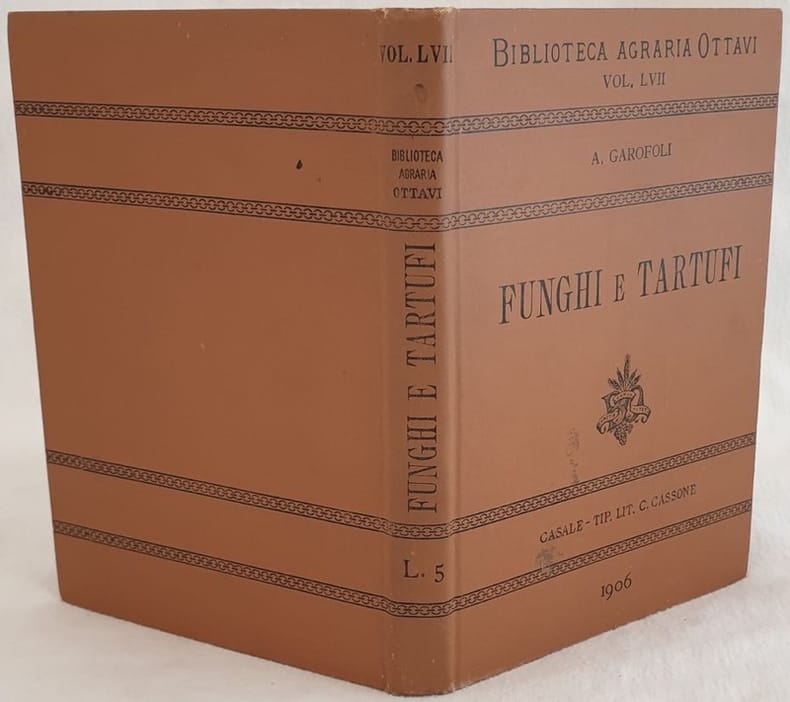 VOL. LVII
BIBLIOTECA
AGRARIA
OTTAVI
FUNGHI E TARTUFI
L. 5
BIBLIOTECA AGRARIA OTTAVI
VOL. LVII
A. GAROFOLI
FUNGHI E TARTUFI
CASALE - TIP. LIT. C. CASSONE
1906